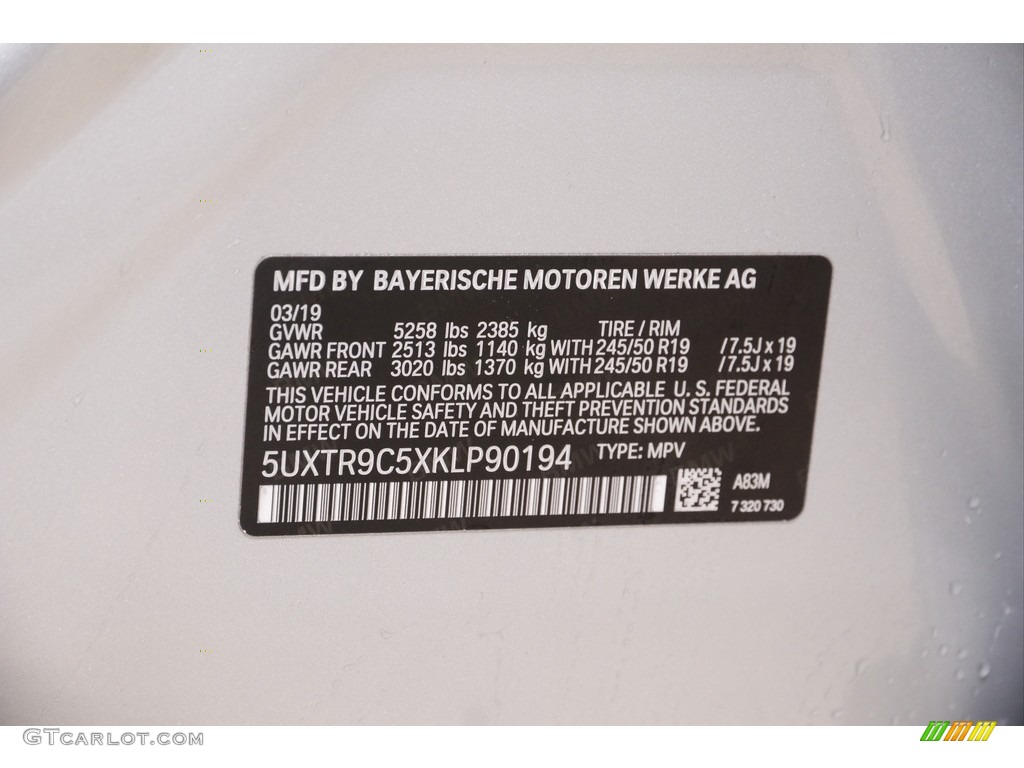 MFD BY BAYERISCHE MOTOREN WERKE AG
03/19
GVWR 5258 lbs 2385 kg TIRE / RIM
GAWR FRONT 2513 lbs 1140 kg WITH 245/50 R19 / 7.5J x 19
GAWR REAR 3020 lbs 1370 kg WITH 245/50 R19 / 7.5J x 19
THIS VEHICLE CONFORMS TO ALL APPLICABLE U. S. FEDERAL
MOTOR VEHICLE SAFETY AND THEFT PREVENTION STANDARDS
IN EFFECT ON THE DATE OF MANUFACTURE SHOWN ABOVE.
5UXTR9C5XKLP90194 TYPE: MPV
A83M
7 320 730
GTCARLOT.COM